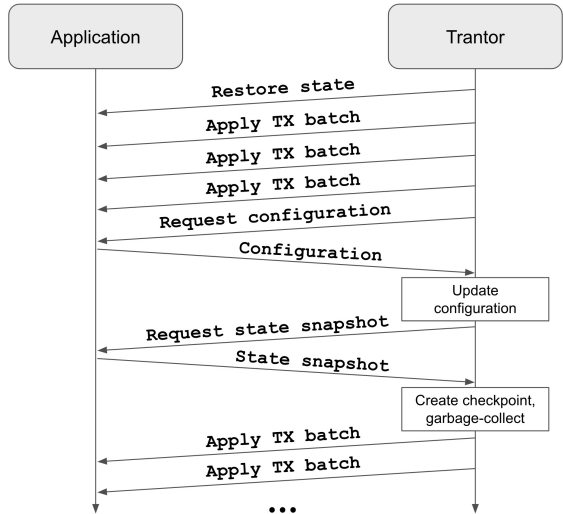 Application
Trantor
Restore state
Apply TX batch
Apply TX batch
Apply TX batch
Request configuration
Configuration
Update
configuration
Request state snapshot
State snapshot
Create checkpoint,
garbage-collect
Apply TX batch
Apply TX batch
•••